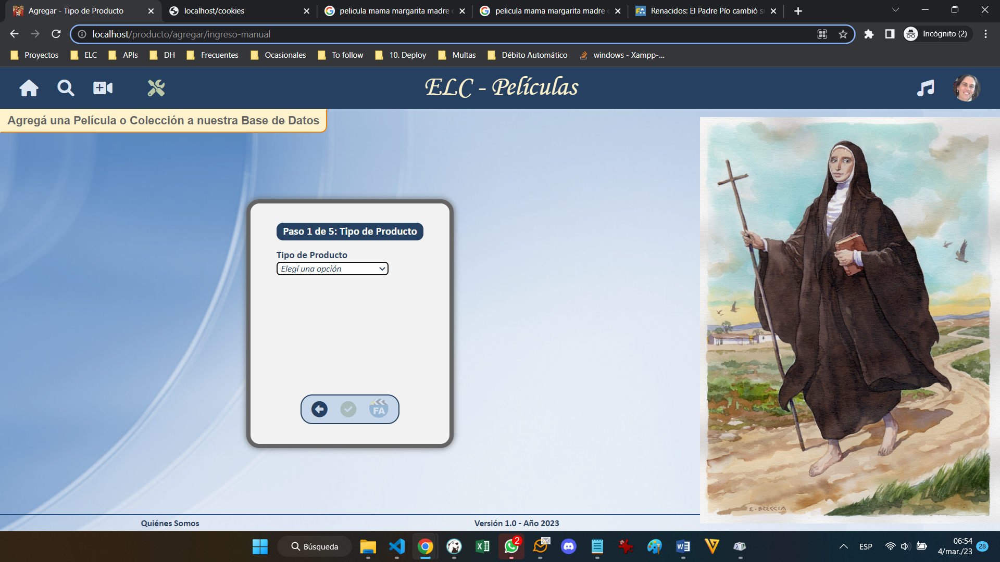 Agregar - Tipo de Producto
localhost/cookies
pelicula mama margarita madre
pelicula mama margarita madre
Renacidos: El Padre Pío cambió
localhost/producto/agregar/ingreso-manual
Incógnito (2)
Proyectos
ELC
APIs
DH
Frecuentes
Ocasionales
To follow
10. Deploy
Multas
Débito Automático
windows - Xampp-...
ELC - Películas
Agregá una Película o Colección a nuestra Base de Datos
Paso 1 de 5: Tipo de Producto
Tipo de Producto
Elegí una opción
FA
E·BRECCIA
Quiénes Somos
Versión 1.0 - Año 2023
Búsqueda
2
ESP
06:54
4/mar./23
28